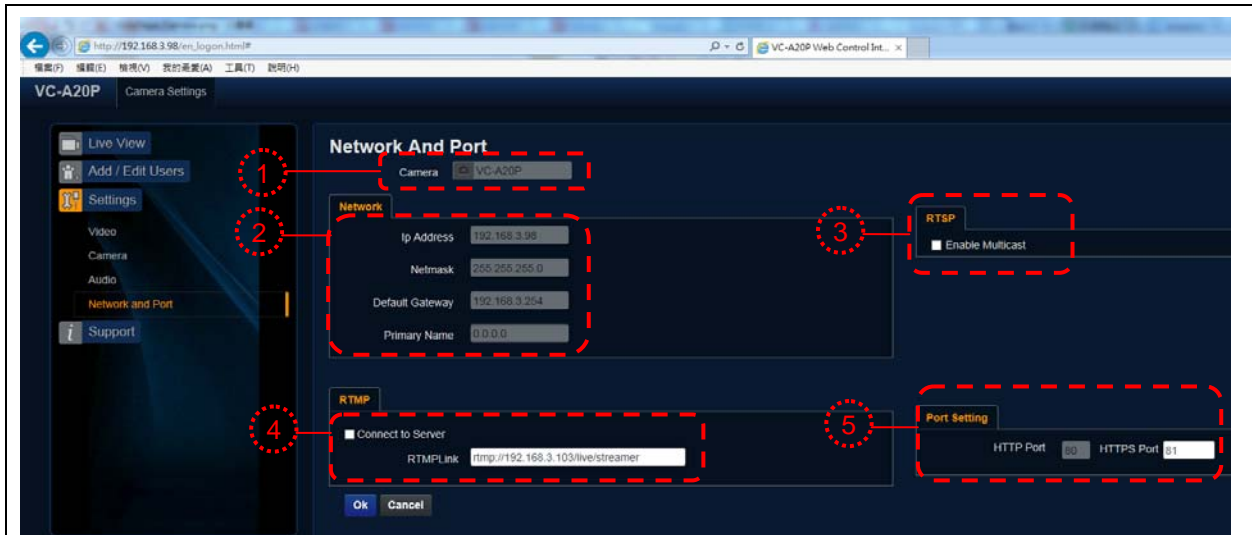 http://192.168.3.98/en_logon.html#
VC-A20P Web Control Int...
檔案(F) 編輯(E) 檢視(V) 我的最愛(A) 工具(T) 說明(H)
VC-A20P Camera Settings
Live View
Add / Edit Users
Settings
Video
Camera
Audio
Network and Port
Support
Network And Port
1
Camera VC-A20P
2
Network
Ip Address 192.168.3.98
Netmask 255.255.255.0
Default Gateway 192.168.3.254
Primary Name 0.0.0.0
3
RTSP
Enable Multicast
4
RTMP
Connect to Server
RTMPLink rtmp://192.168.3.103/live/streamer
5
Port Setting
HTTP Port 80 HTTPS Port 81
Ok Cancel